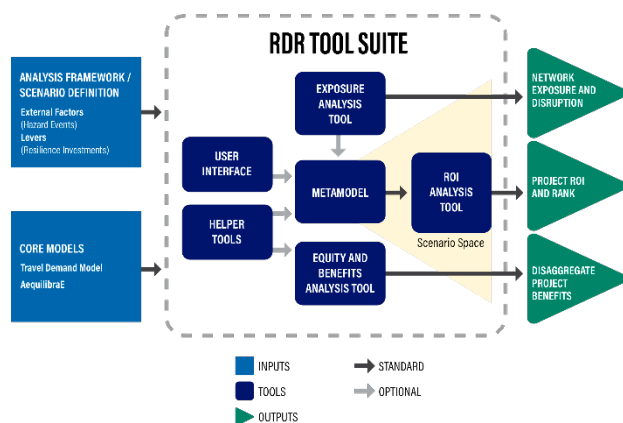 RDR TOOL SUITE
ANALYSIS FRAMEWORK /
SCENARIO DEFINITION
External Factors
(Hazard Events)
Levers
(Resilience Investments)
CORE MODELS
Travel Demand Model
AequilibraE
USER
INTERFACE
HELPER
TOOLS
EXPOSURE
ANALYSIS
TOOL
METAMODEL
EQUITY AND
BENEFITS
ANALYSIS TOOL
ROI
ANALYSIS
TOOL
Scenario Space
NETWORK
EXPOSURE AND
DISRUPTION
PROJECT ROI
AND RANK
DISAGGREGATE
PROJECT
BENEFITS
INPUTS
TOOLS
OUTPUTS
STANDARD
OPTIONAL